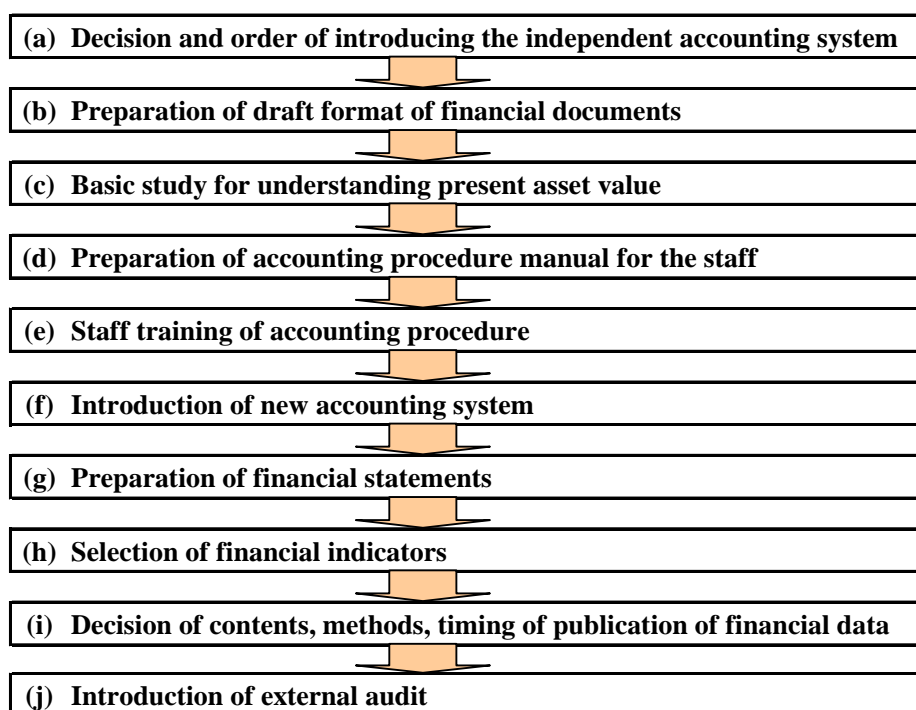 (a) Decision and order of introducing the independent accounting system
(b) Preparation of draft format of financial documents
(c) Basic study for understanding present asset value
(d) Preparation of accounting procedure manual for the staff
(e) Staff training of accounting procedure
(f) Introduction of new accounting system
(g) Preparation of financial statements
(h) Selection of financial indicators
(i) Decision of contents, methods, timing of publication of financial data
(j) Introduction of external audit